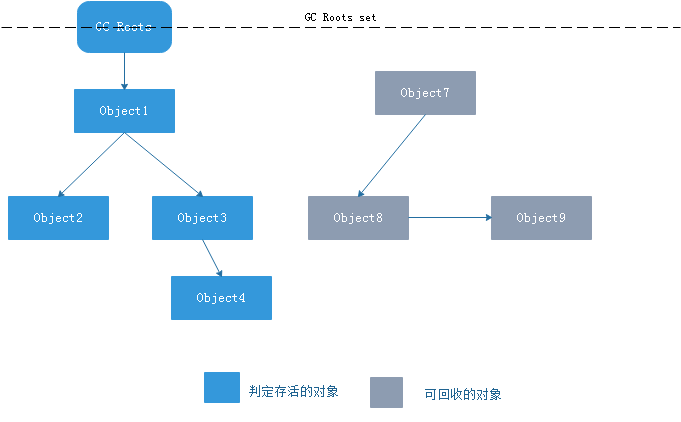 GC Roots set
GC Roots
Object1
Object7
Object2
Object3
Object8
Object9
Object4
判定存活的对象
可回收的对象